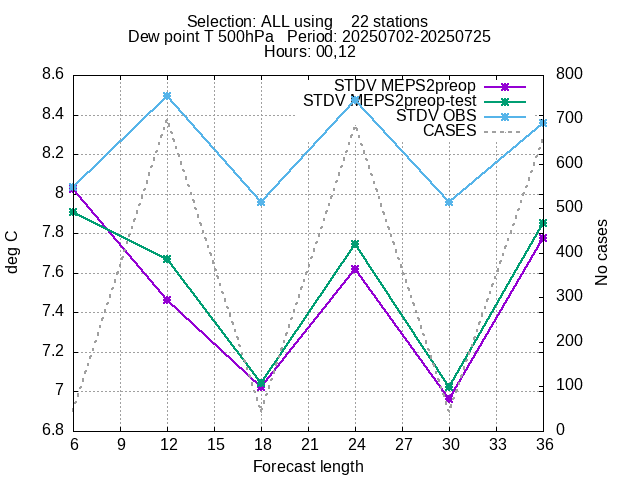 Selection: ALL using    22 stations
Dew point T 500hPa   Period: 20250702-20250725
Hours: 00,12
STDV MEPS2preop
STDV MEPS2preop-test
STDV OBS
CASES
8.6
8.4
8.2
8
7.8
7.6
7.4
7.2
7
6.8
deg C
800
700
600
500
400
300
200
100
0
No cases
6 9 12 15 18 21 24 27 30 33 36
Forecast length